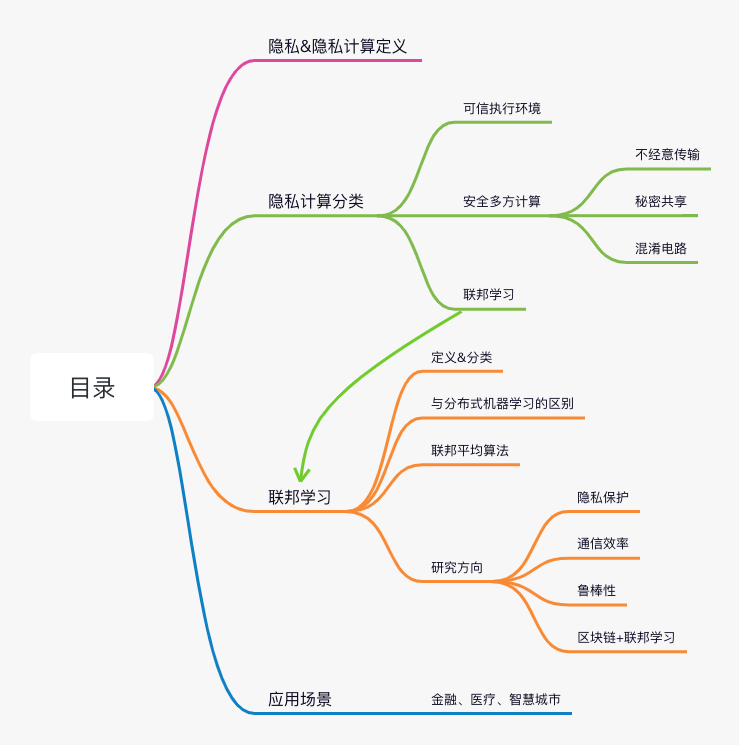 目录
隐私&隐私计算定义
隐私计算分类
可信执行环境
安全多方计算
不经意传输
秘密共享
混淆电路
联邦学习
联邦学习
定义&分类
与分布式机器学习的区别
联邦平均算法
研究方向
隐私保护
通信效率
鲁棒性
区块链+联邦学习
应用场景
金融、医疗、智慧城市